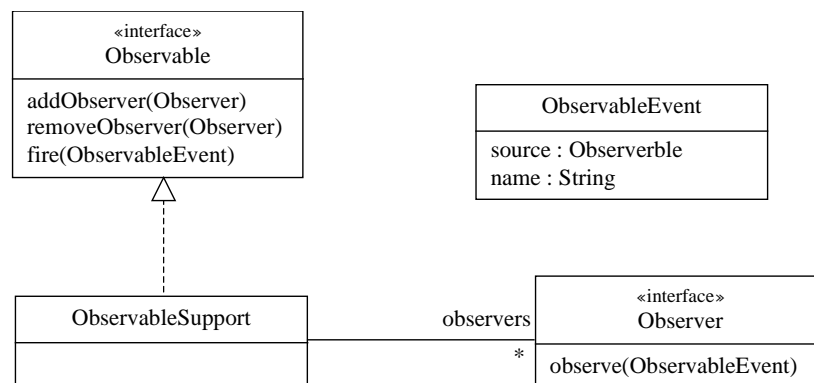 «interface»
Observable
addObserver(Observer)
removeObserver(Observer)
fire(ObservableEvent)
ObservableEvent
source : Observerble
name : String
ObservableSupport
observers
*
«interface»
Observer
observe(ObservableEvent)